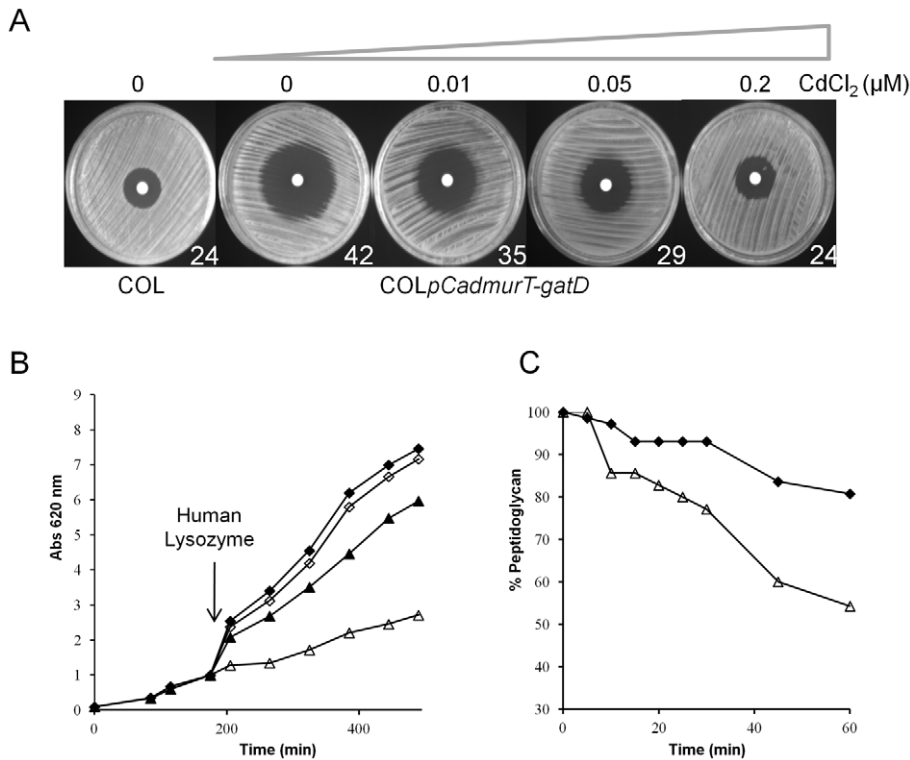 A
0 0 0.01 0.05 0.2 CdCl2 (µM)
24 42 35 29 24
COL COLpCadmurT-gatD
B
9
8
7
6
5
4
3
2
1
0
Abs 620 nm
Human
Lysozyme
0 200 400
Time (min)
C
100
90
80
70
60
50
40
30
% Peptidoglycan
0 20 40 60
Time (min)